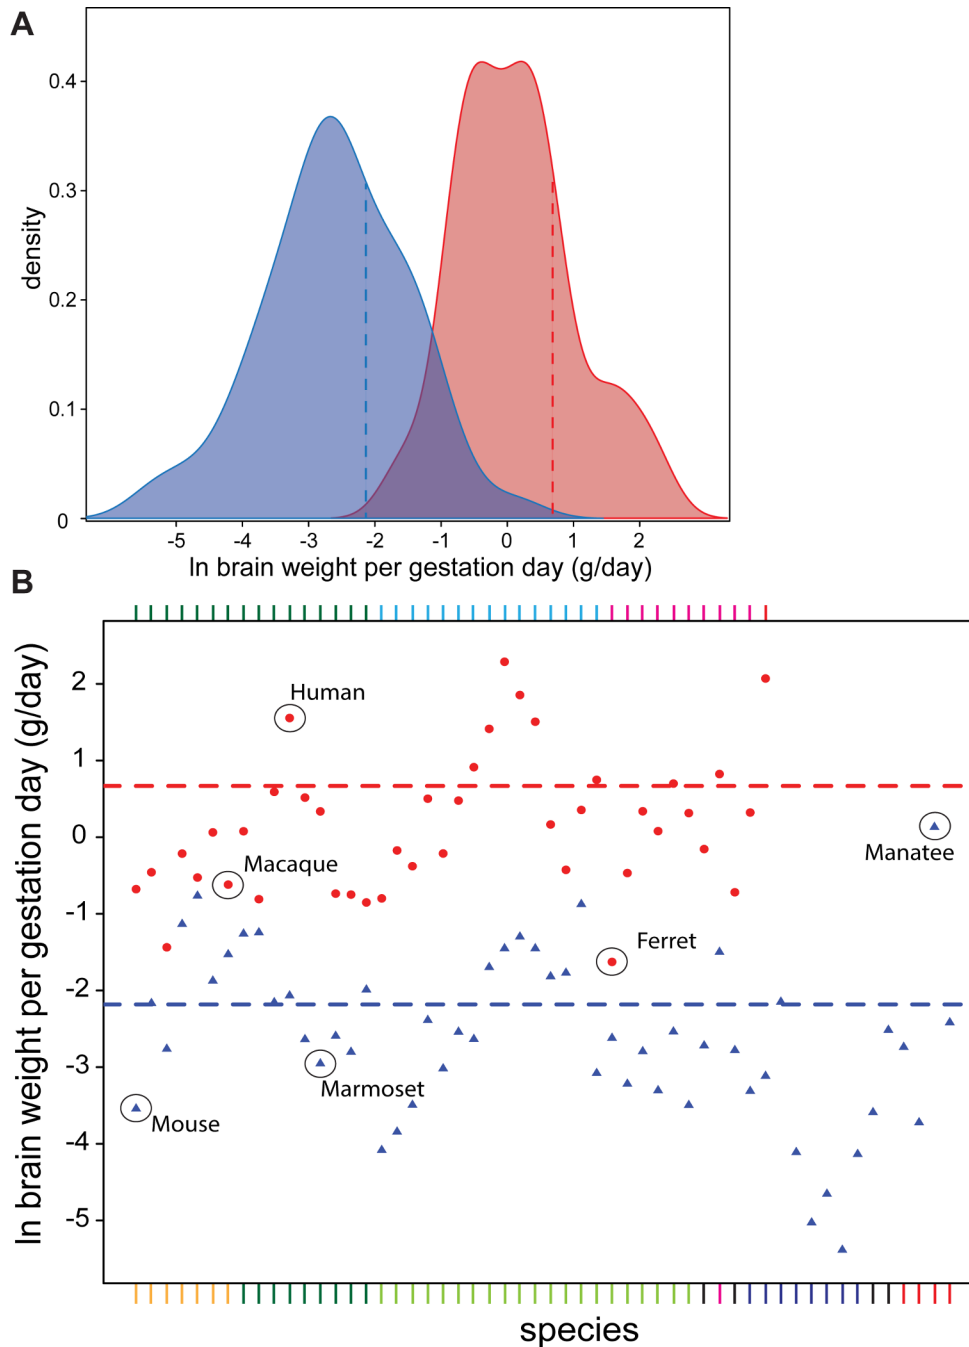 A
0.4
0.3
0.2
0.1
0
density
-5 -4 -3 -2 -1 0 1 2
ln brain weight per gestation day (g/day)
B
2
1
0
-1
-2
-3
-4
-5
ln brain weight per gestation day (g/day)
Human
Macaque
Manatee
Ferret
Marmoset
Mouse
species